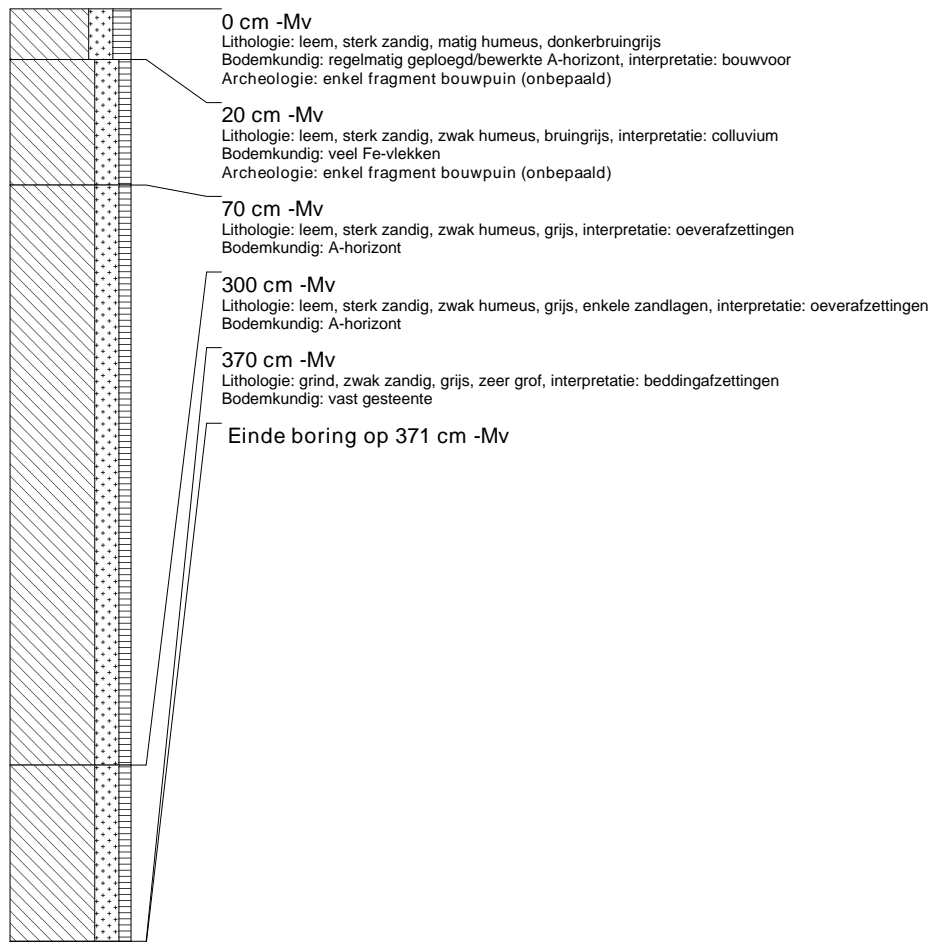 0 cm -Mv
Lithologie: leem, sterk zandig, matig humeus, donkerbruingrijs
Bodemkundig: regelmatig geploegd/bewerkte A-horizont, interpretatie: bouwvoor
Archeologie: enkel fragment bouwpuin (onbepaald)
20 cm -Mv
Lithologie: leem, sterk zandig, zwak humeus, bruingrijs, interpretatie: colluvium
Bodemkundig: veel Fe-vlekken
Archeologie: enkel fragment bouwpuin (onbepaald)
70 cm -Mv
Lithologie: leem, sterk zandig, zwak humeus, grijs, interpretatie: oeverafzettingen
Bodemkundig: A-horizont
300 cm -Mv
Lithologie: leem, sterk zandig, zwak humeus, grijs, enkele zandlagen, interpretatie: oeverafzettingen
Bodemkundig: A-horizont
370 cm -Mv
Lithologie: grind, zwak zandig, grijs, zeer grof, interpretatie: beddingafzettingen
Bodemkundig: vast gesteente
Einde boring op 371 cm -Mv